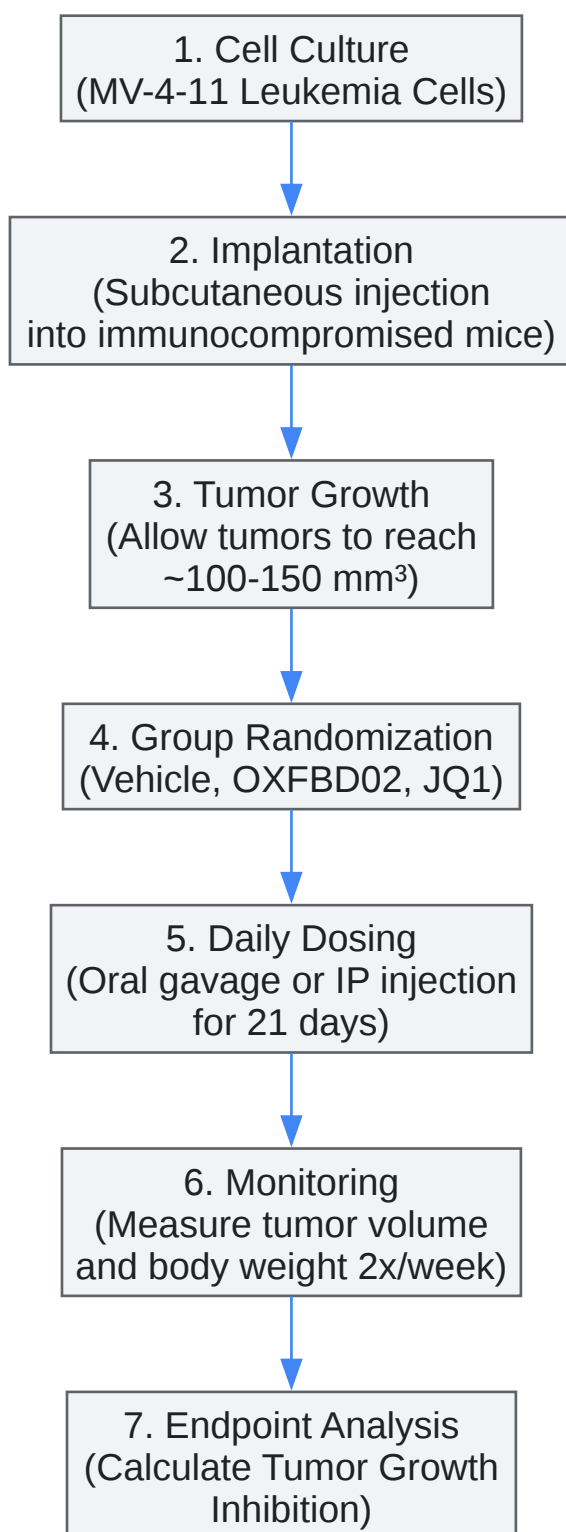 1. Cell Culture
(MV-4-11 Leukemia Cells)
2. Implantation
(Subcutaneous injection
into immunocompromised mice)
3. Tumor Growth
(Allow tumors to reach
~100-150 mm³)
4. Group Randomization
(Vehicle, OXFBD02, JQ1)
5. Daily Dosing
(Oral gavage or IP injection
for 21 days)
6. Monitoring
(Measure tumor volume
and body weight 2x/week)
7. Endpoint Analysis
(Calculate Tumor Growth
Inhibition)